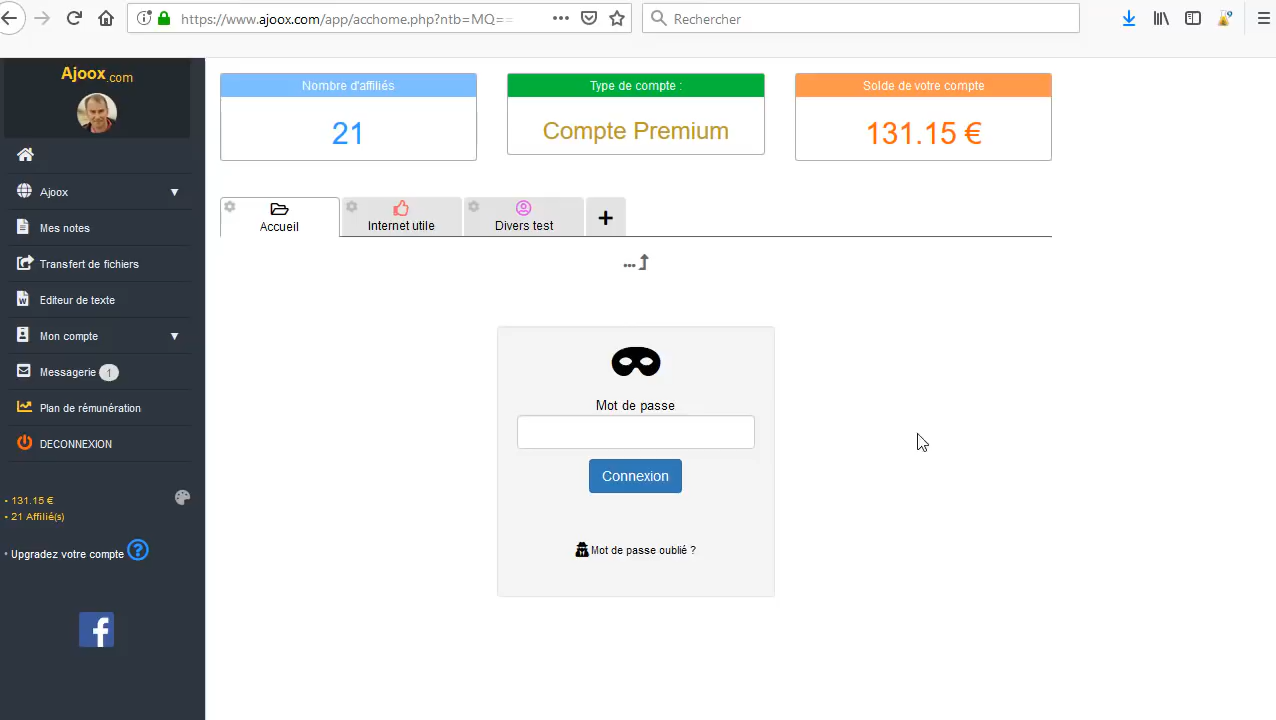 https://www.ajoox.com/app/acchome.php?ntb=MQ==
Rechercher
Ajoox.com
Ajoox
Mes notes
Transfert de fichiers
Editeur de texte
Mon compte
Messagerie 1
Plan de rémunération
DECONNEXION
• 131.15 €
• 21 Affilié(s)
• Upgradez votre compte ?
f
Nombre d'affiliés
21
Type de compte :
Compte Premium
Solde de votre compte
131.15 €
Accueil
Internet utile
Divers test
+
...
Mot de passe
Connexion
Mot de passe oublié ?